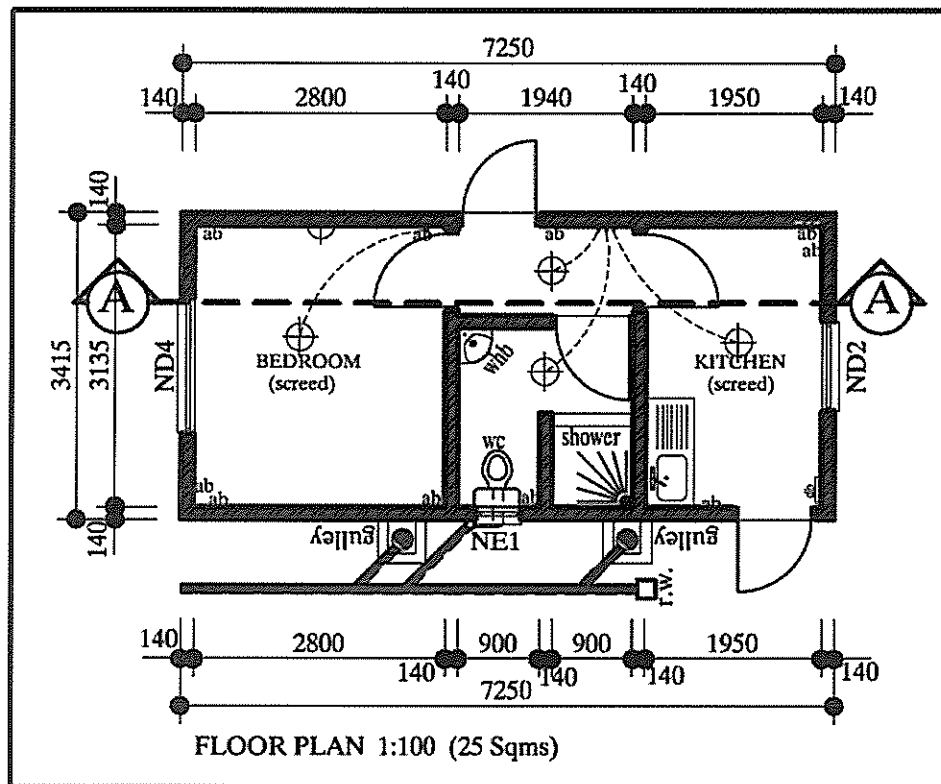 7250
140 2800 140 1940 140 1950 140
140
3415
3135
140
ab ab ab ab
ab
A A
ND4
BEDROOM
(screed)
whb
KITCHEN
(screed)
ND2
wc
shower
ab
ab ab ab ab
gulley
NE1
gulley
r.w.
140 2800 140 900 140 900 140 1950 140
7250
FLOOR PLAN 1:100 (25 Sqms)